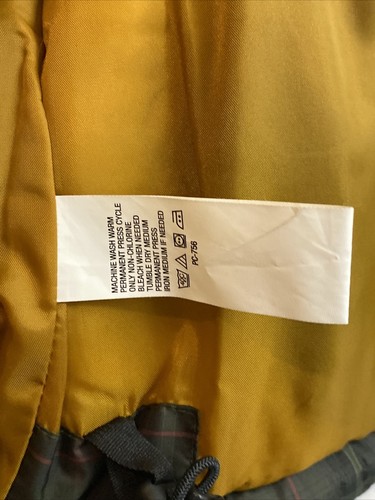 MACHINE WASH WARM
PERMANENT PRESS CYCLE
ONLY NON-CHLORINE
BLEACH WHEN NEEDED
TUMBLE DRY MEDIUM
PERMANENT PRESS
IRON MEDIUM IF NEEDED
PC-756